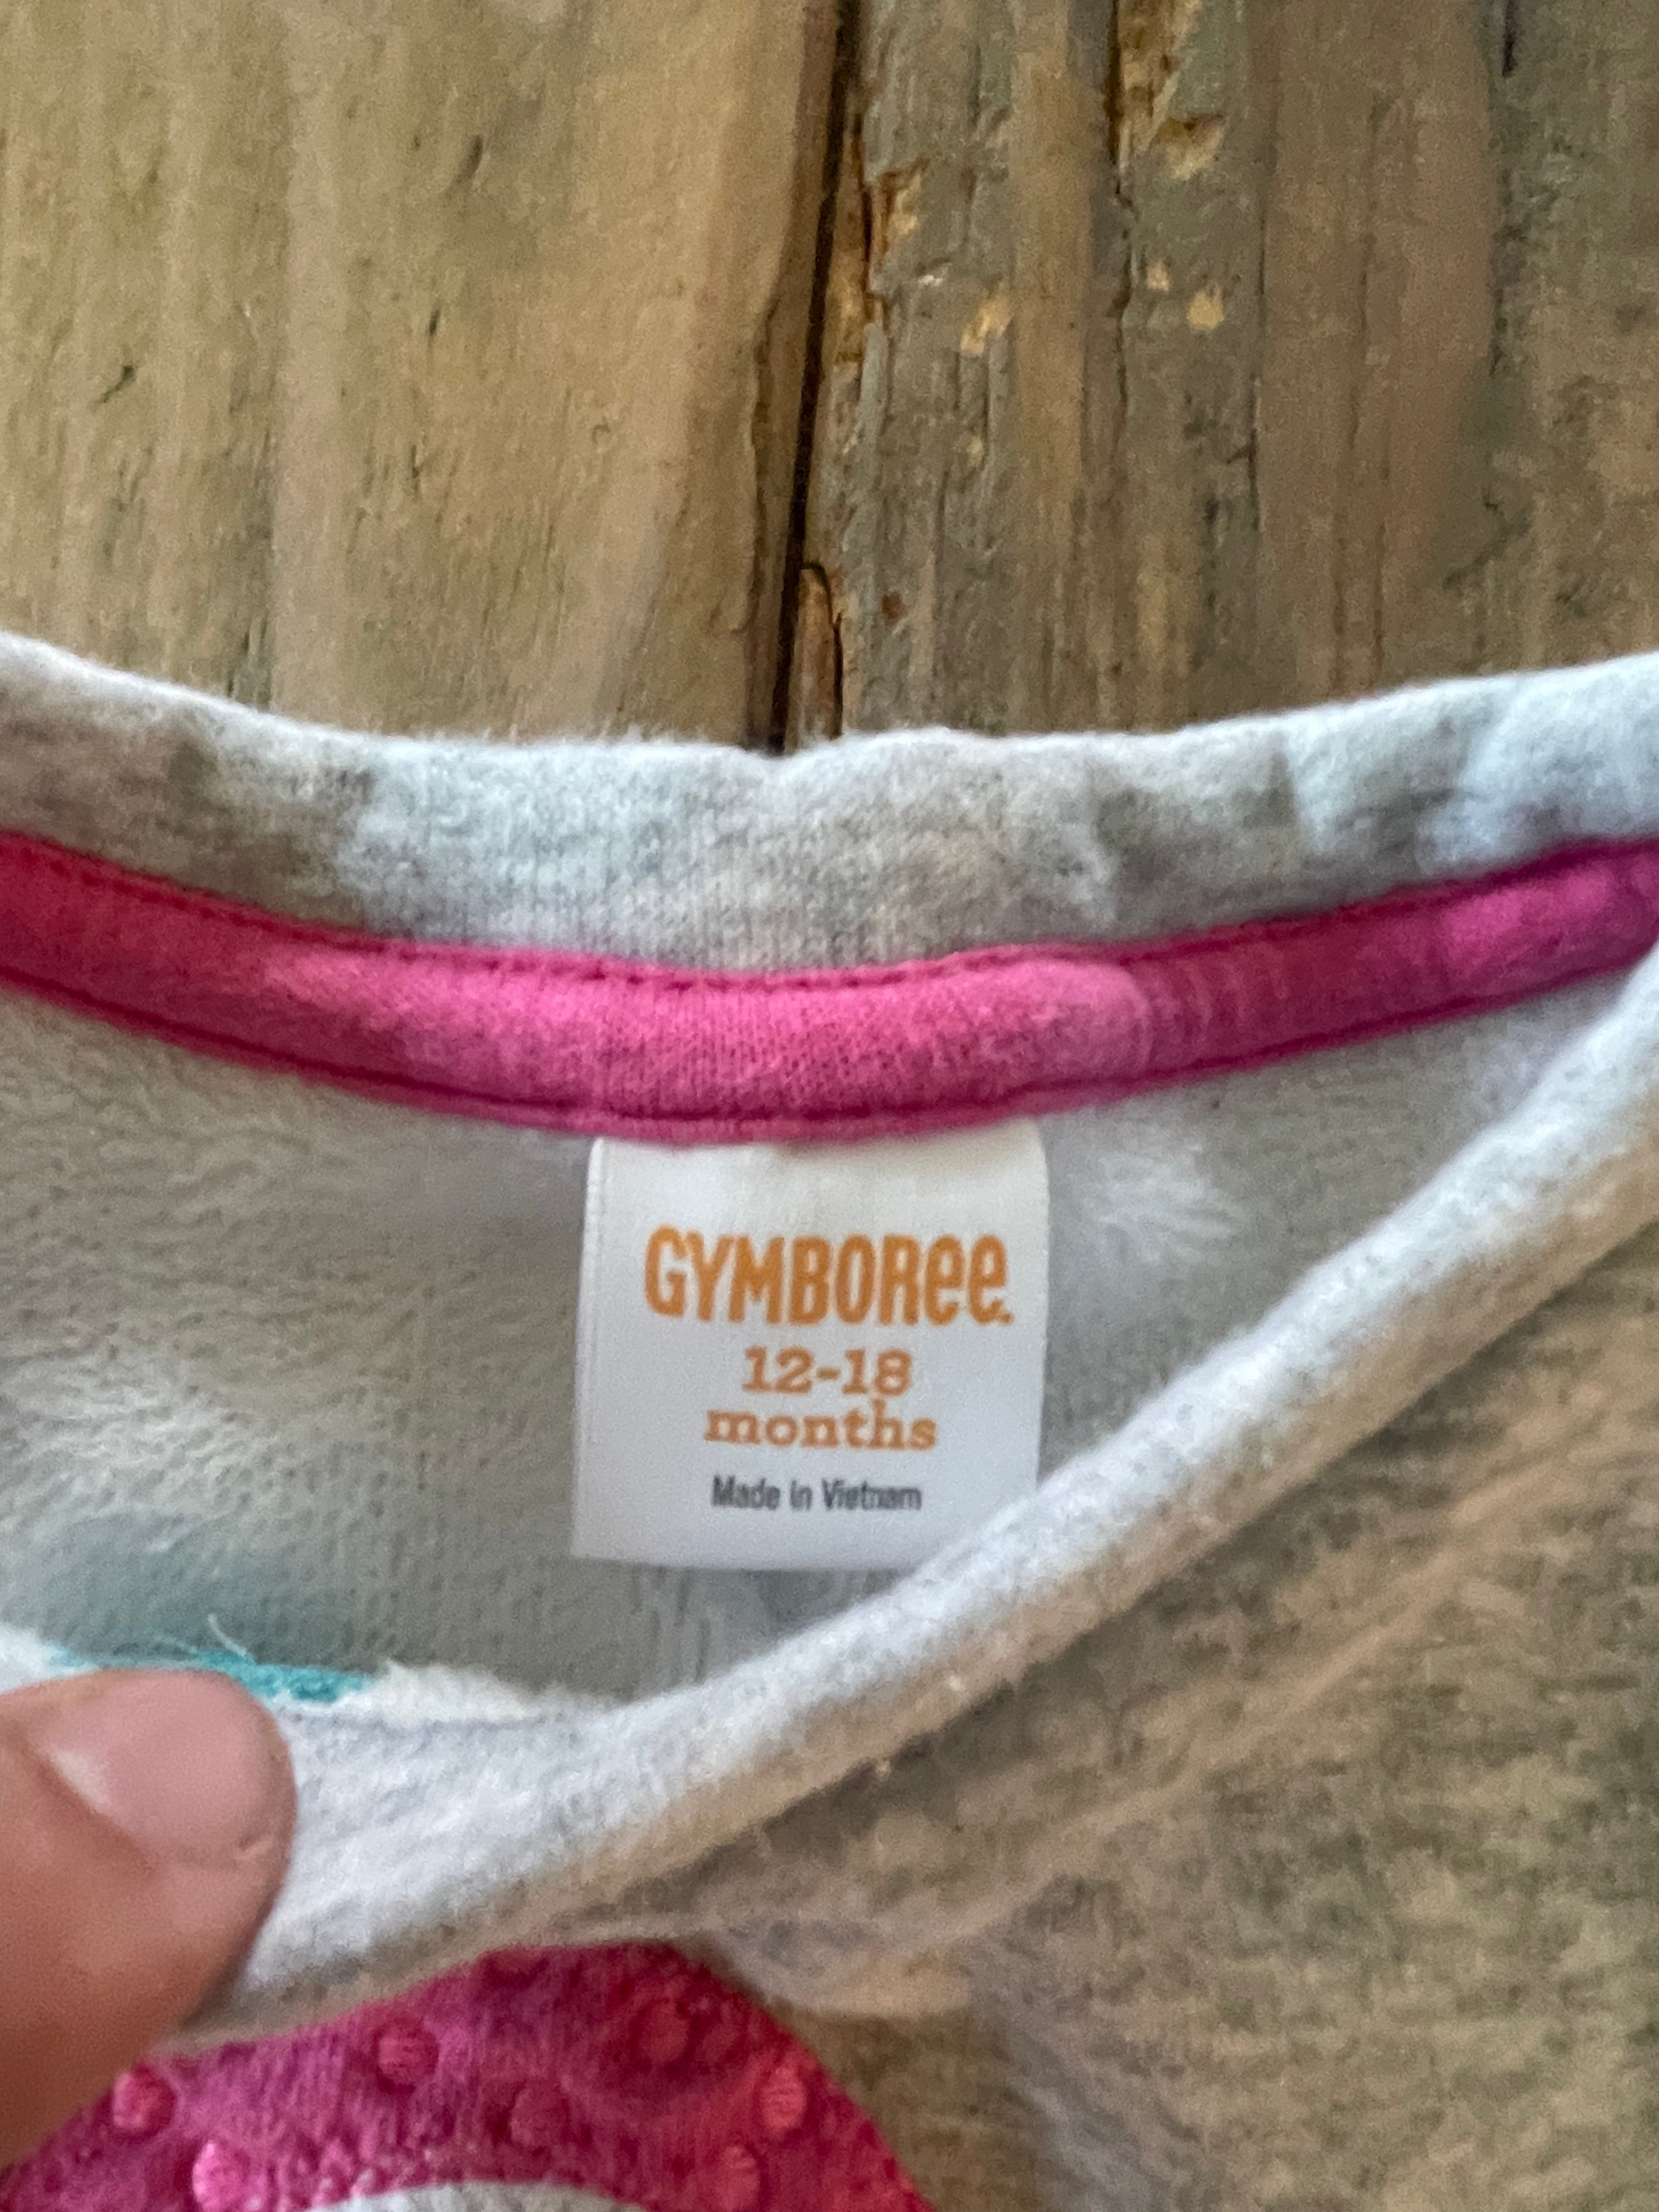 GYMBOREE
12-18
months
Made in Vietnam